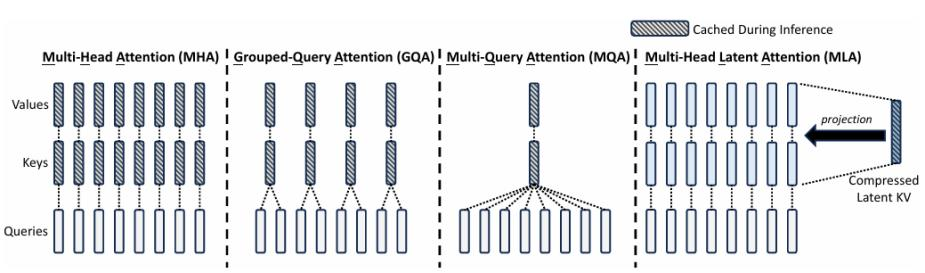 Cached During Inference
Multi-Head Attention (MHA)
Grouped-Query Attention (GQA)
Multi-Query Attention (MQA)
Multi-Head Latent Attention (MLA)
Values
Keys
Queries
projection
Compressed
Latent KV